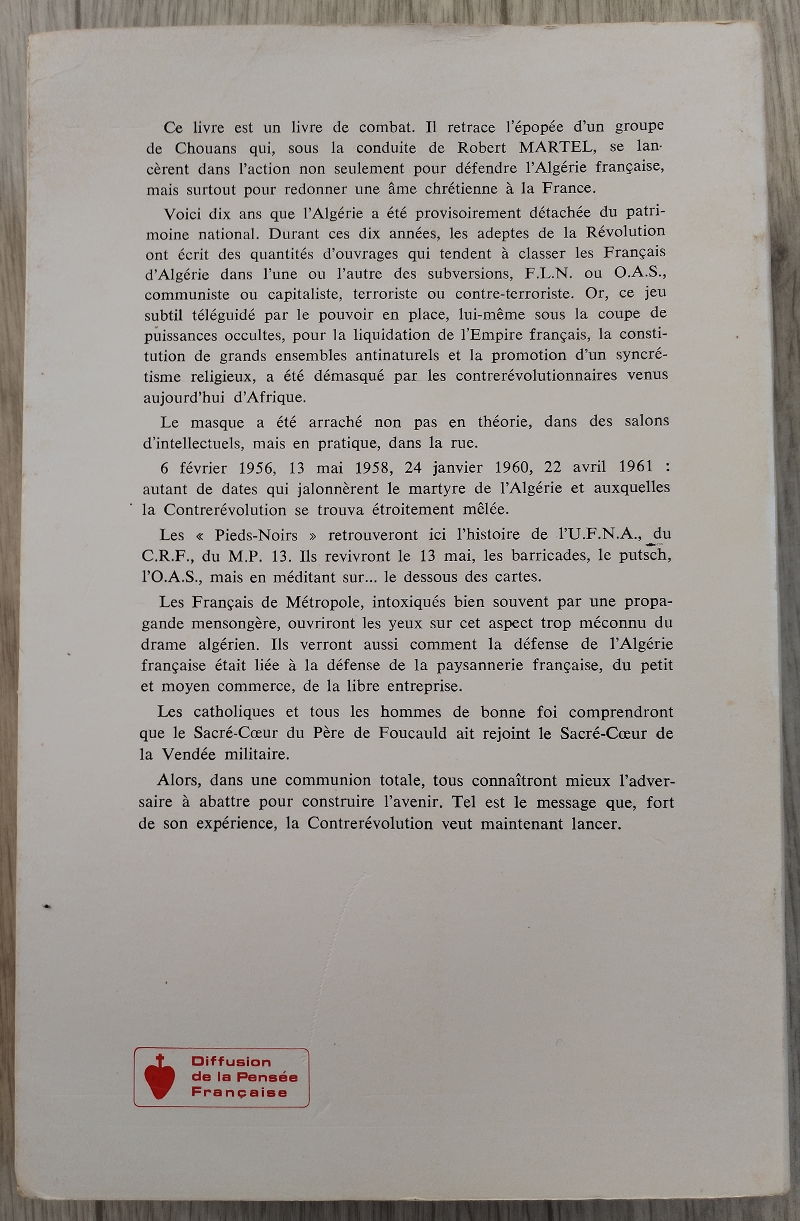 Ce livre est un livre de combat. Il retrace l'épopée d'un groupe
de Chouans qui, sous la conduite de Robert MARTEL, se lan-
cèrent dans l'action non seulement pour défendre l'Algérie française,
mais surtout pour redonner une âme chrétienne à la France.
Voici dix ans que l'Algérie a été provisoirement détachée du patri-
moine national. Durant ces dix années, les adeptes de la Révolution
ont écrit des quantités d'ouvrages qui tendent à classer les Français
d'Algérie dans l'une ou l'autre des subversions, F.L.N. ou O.A.S.,
communiste ou capitaliste, terroriste ou contre-terroriste. Or, ce jeu
subtil téléguidé par le pouvoir en place, lui-même sous la coupe de
puissances occultes, pour la liquidation de l'Empire français, la consti-
tution de grands ensembles antinaturels et la promotion d'un syncré-
tisme religieux, a été démasqué par les contrerévolutionnaires venus
aujourd'hui d'Afrique.
Le masque a été arraché non pas en théorie, dans des salons
d'intellectuels, mais en pratique, dans la rue.
6 février 1956, 13 mai 1958, 24 janvier 1960, 22 avril 1961 :
autant de dates qui jalonnèrent le martyre de l'Algérie et auxquelles
la Contrerévolution se trouva étroitement mêlée.
Les « Pieds-Noirs » retrouveront ici l'histoire de l'U.F.N.A., du
C.R.F., du M.P. 13. Ils revivront le 13 mai, les barricades, le putsch,
l'O.A.S., mais en méditant sur... le dessous des cartes.
Les Français de Métropole, intoxiqués bien souvent par une propa-
gande mensongère, ouvriront les yeux sur cet aspect trop méconnu du
drame algérien. Ils verront aussi comment la défense de l'Algérie
française était liée à la défense de la paysannerie française, du petit
et moyen commerce, de la libre entreprise.
Les catholiques et tous les hommes de bonne foi comprendront
que le Sacré-Cœur du Père de Foucauld ait rejoint le Sacré-Cœur de
la Vendée militaire.
Alors, dans une communion totale, tous connaîtront mieux l'adver-
saire à abattre pour construire l'avenir. Tel est le message que, fort
de son expérience, la Contrerévolution veut maintenant lancer.
Diffusion
de la Pensée
Française